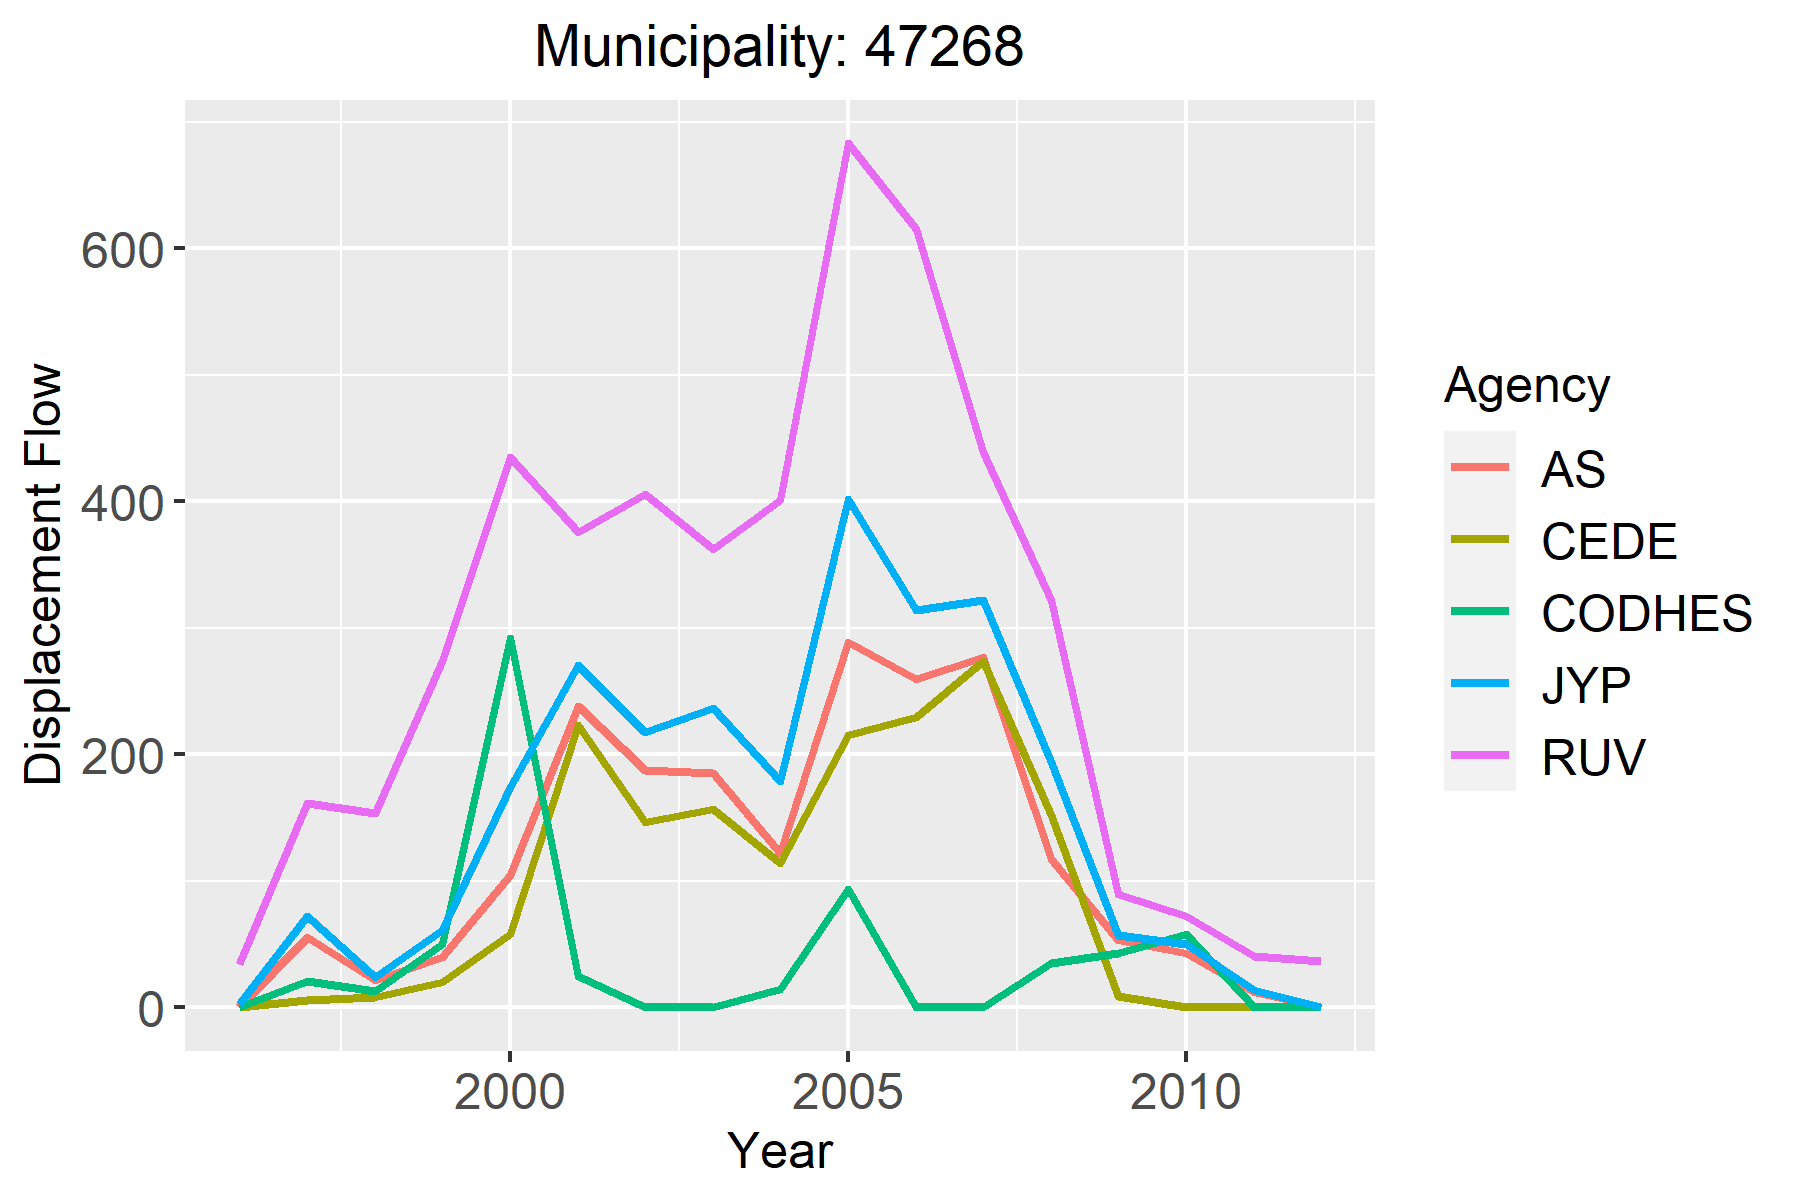 Municipality: 47268
Displacement Flow
600
400
200
0
2000 2005 2010
Year
Agency
AS
CEDE
CODHES
JYP
RUV